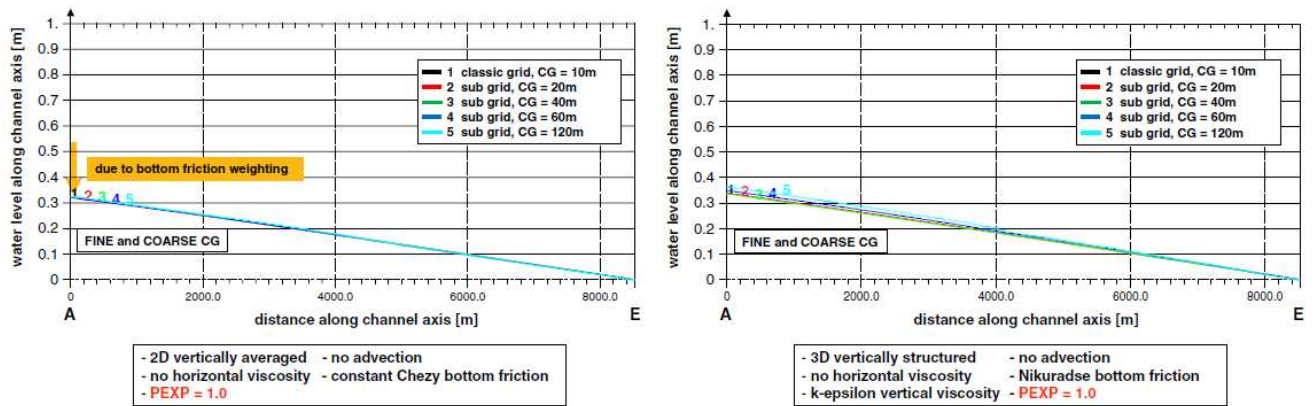 1.
0.9
0.8
0.7
0.6
0.5
0.4
0.3
0.2
0.1
0
water level along channel axis [m]
1 classic grid, CG = 10m
2 sub grid, CG = 20m
3 sub grid, CG = 40m
4 sub grid, CG = 60m
5 sub grid, CG = 120m
due to bottom friction weighting
1 2 3 4 5
FINE and COARSE CG
0 2000.0 4000.0 6000.0 8000.0
A E
distance along channel axis [m]
- 2D vertically averaged - no advection
- no horizontal viscosity - constant Chezy bottom friction
- PEXP = 1.0
1.
0.9
0.8
0.7
0.6
0.5
0.4
0.3
0.2
0.1
0
water level along channel axis [m]
1 classic grid, CG = 10m
2 sub grid, CG = 20m
3 sub grid, CG = 40m
4 sub grid, CG = 60m
5 sub grid, CG = 120m
1 2 3 4 5
FINE and COARSE CG
0 2000.0 4000.0 6000.0 8000.0
A E
distance along channel axis [m]
- 3D vertically structured - no advection
- no horizontal viscosity - Nikuradse bottom friction
- k-epsilon vertical viscosity - PEXP = 1.0